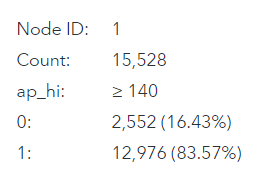 Node ID: 1
Count: 15,528
ap_hi: ≥ 140
0: 2,552 (16.43%)
1: 12,976 (83.57%)